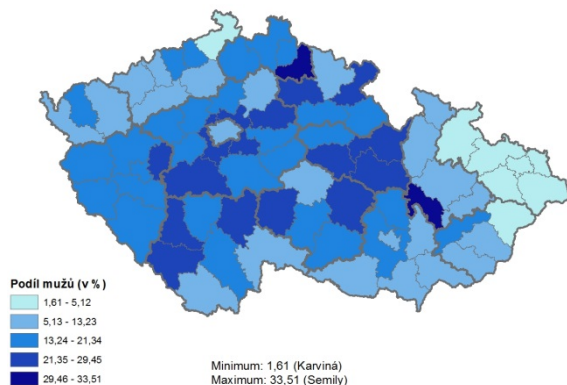 Podíl mužů (v %)
1,61 - 5,12
5,13 - 13,23
13,24 - 21,34
21,35 - 29,45
29,46 - 33,51
Minimum: 1,61 (Karviná)
Maximum: 33,51 (Semily)